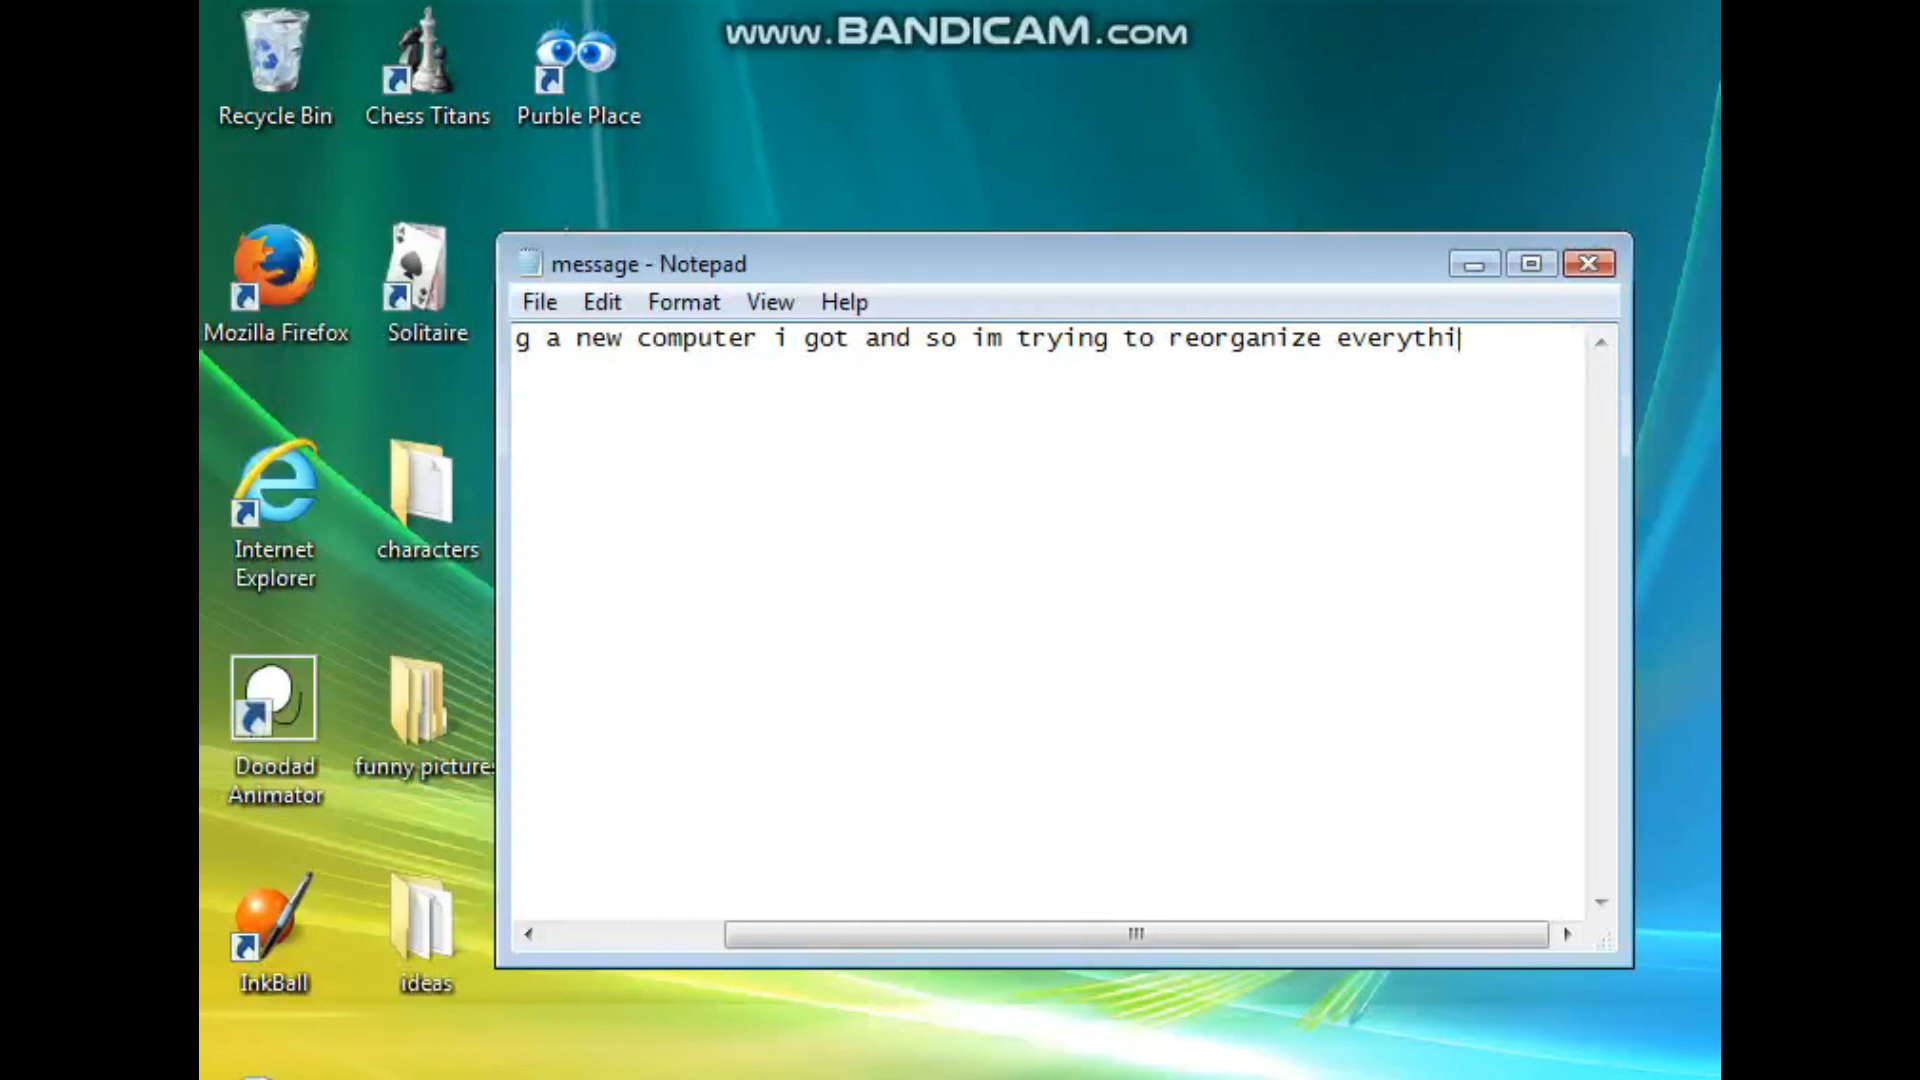 www.BANDICAM.com
Recycle Bin
Chess Titans
Purble Place
Mozilla Firefox
Solitaire
Internet
Explorer
characters
Doodad
Animator
funny pictures
InkBall
ideas
message - Notepad
File Edit Format View Help
g a new computer i got and so im trying to reorganize everythi